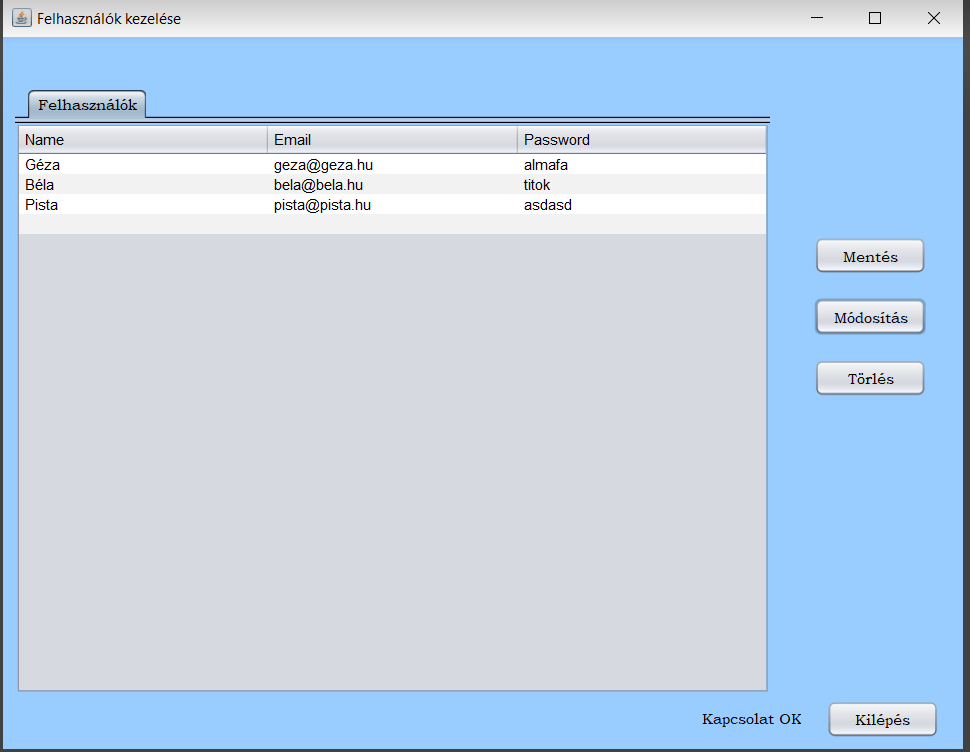 Felhasználók kezelése
Felhasználók
Name Email Password
Géza geza@geza.hu almafa
Béla bela@bela.hu titok
Pista pista@pista.hu asdasd
Mentés
Módosítás
Törlés
Kapcsolat OK Kilépés